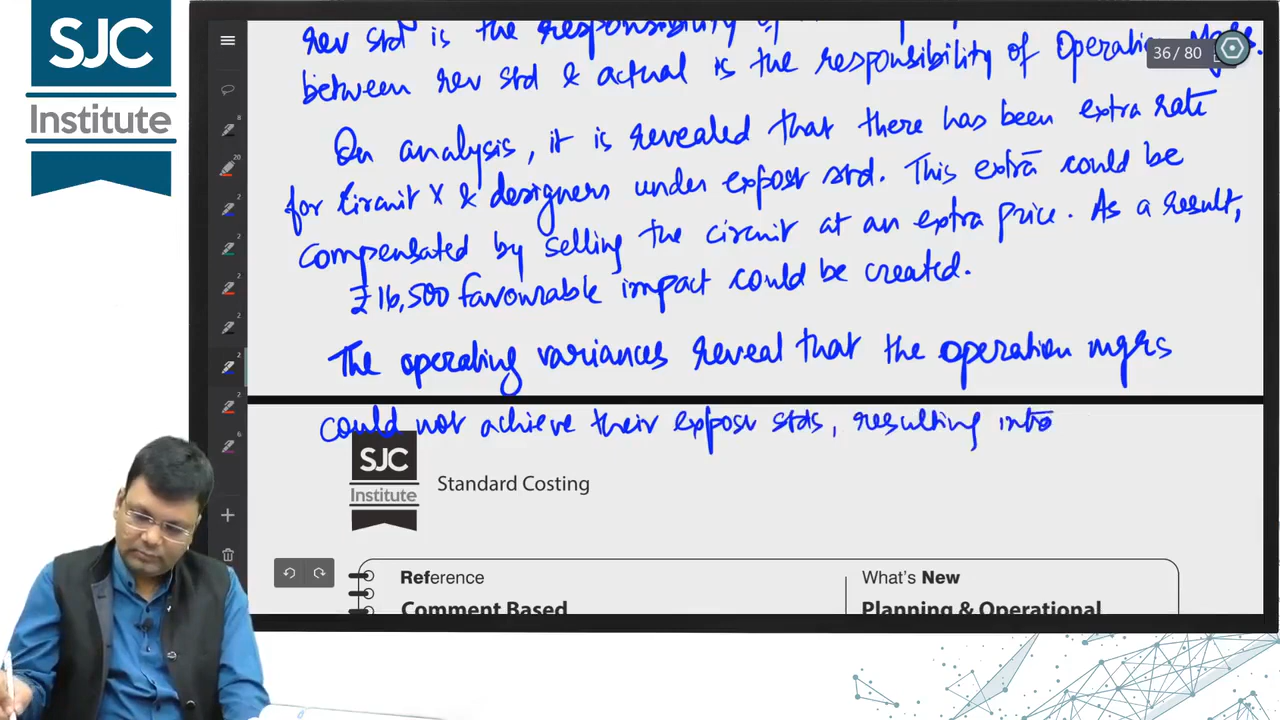 SJC
Institute
36 / 80
rev stdn is the responsibility of
between rev std & actual is the responsibility of Operation Mgrs.
On analysis, it is revealed that there has been extra rate
for Circuit X & designers under expost std. This extra could be
compensated by selling the circuit at an extra price. As a result,
₤ 16,500 favourable impact could be created.
The operating variances reveal that the operation mgrs
could not achieve their expost stds, resulting into
SJC
Institute
Standard Costing
Reference
What's New
Comment Based
Planning & Operational